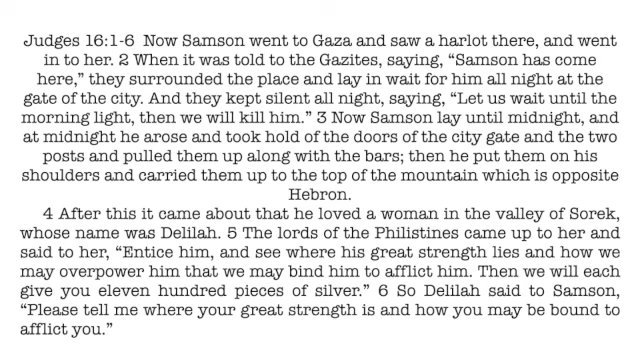 Judges 16:1-6  Now Samson went to Gaza and saw a harlot there, and went
in to her. 2 When it was told to the Gazites, saying, “Samson has come
here,” they surrounded the place and lay in wait for him all night at the
gate of the city. And they kept silent all night, saying, “Let us wait until the
morning light, then we will kill him.” 3 Now Samson lay until midnight, and
at midnight he arose and took hold of the doors of the city gate and the two
posts and pulled them up along with the bars; then he put them on his
shoulders and carried them up to the top of the mountain which is opposite
Hebron.
4 After this it came about that he loved a woman in the valley of Sorek,
whose name was Delilah. 5 The lords of the Philistines came up to her and
said to her, “Entice him, and see where his great strength lies and how we
may overpower him that we may bind him to afflict him. Then we will each
give you eleven hundred pieces of silver.” 6 So Delilah said to Samson,
“Please tell me where your great strength is and how you may be bound to
afflict you.”